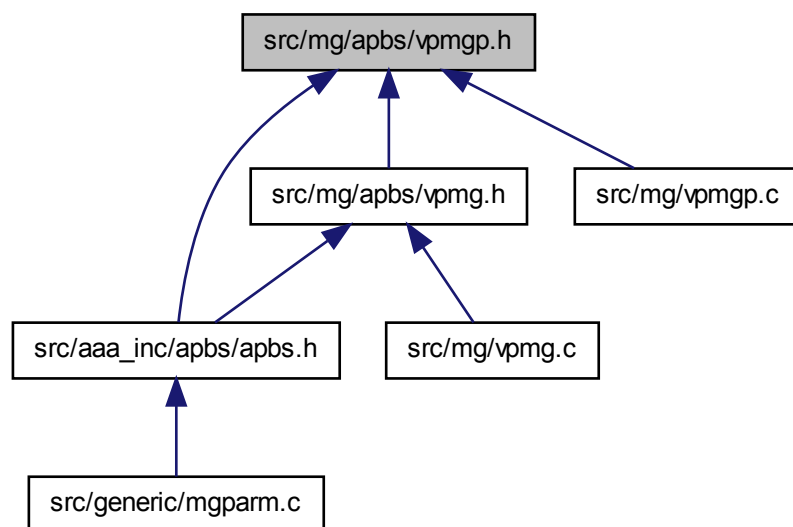 src/mg/apbs/vpmgp.h
src/mg/apbs/vpmg.h
src/mg/vpmgp.c
src/aaa_inc/apbs/apbs.h
src/mg/vpmg.c
src/generic/mgparm.c